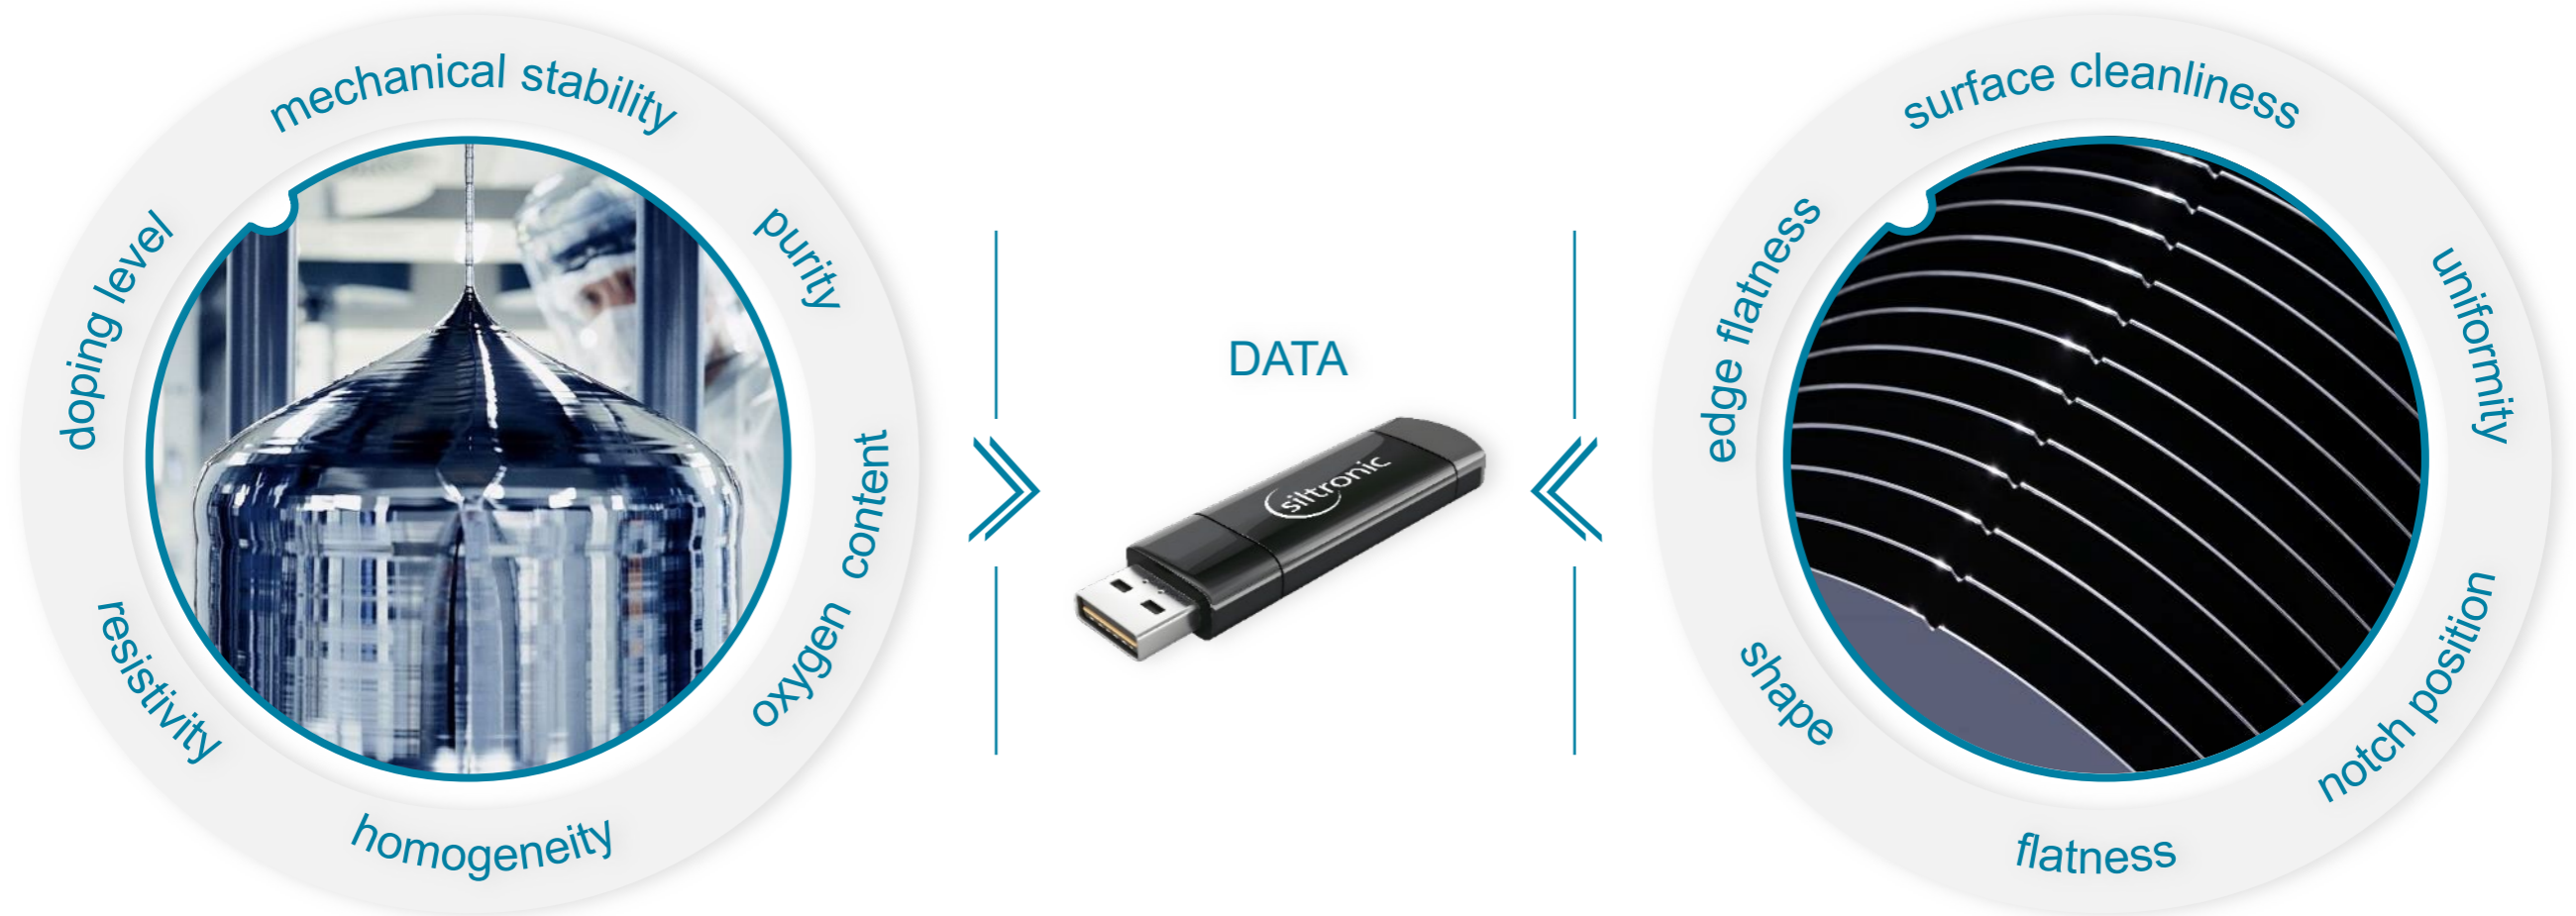 mechanical stability
purity
oxygen content
homogeneity
resistivity
doping level
DATA
siltronic
surface cleanliness
uniformity
notch position
flatness
shape
edge flatness